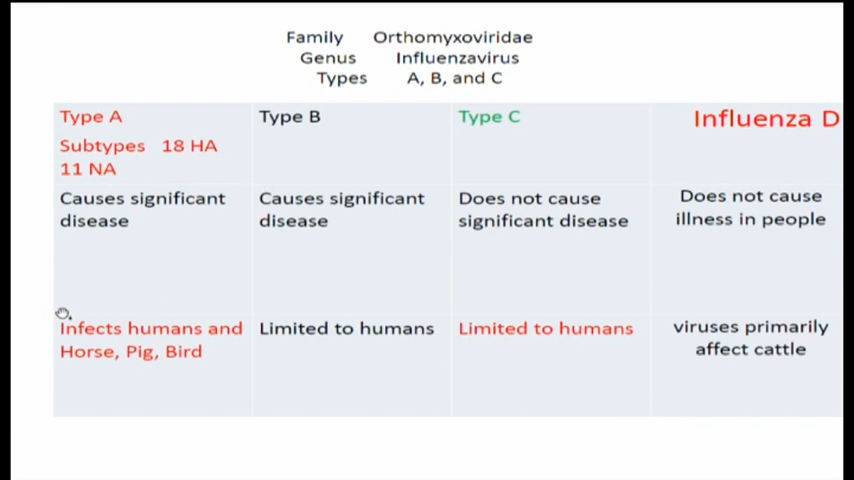 Family Orthomyxoviridae
Genus Influenzavirus
Types A, B, and C
Type A
Subtypes 18 HA
11 NA
Type B
Type C
Influenza D
Causes significant
disease
Causes significant
disease
Does not cause
significant disease
Does not cause
illness in people
Infects humans and
Horse, Pig, Bird
Limited to humans
Limited to humans
viruses primarily
affect cattle